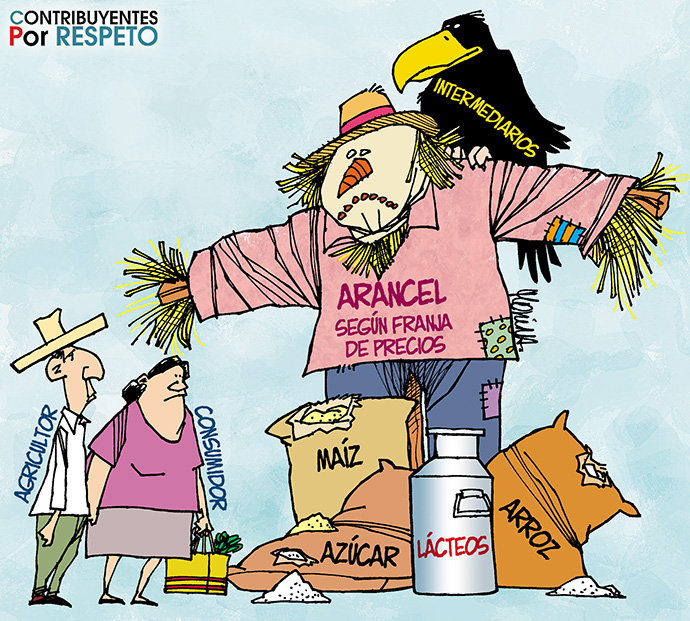 CONTRIBUYENTES
Por RESPETO
INTERMEDIARIOS
ARANCEL
SEGÚN FRANJA
DE PRECIOS
AGRICULTOR
CONSUMIDOR
MAÍZ
AZÚCAR
LÁCTEOS
ARROZ